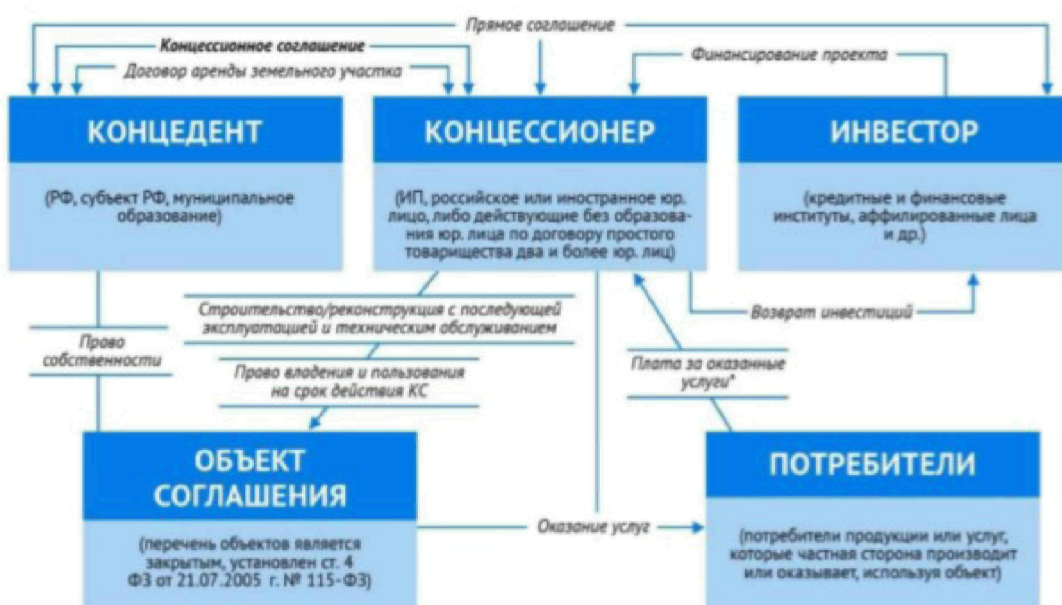 Прямое соглашение
Концессионное соглашение
Финансирование проекта
Договор аренды земельного участка
КОНЦЕДЕНТ
(РФ, субъект РФ, муниципальное
образование)
КОНЦЕССИОНЕР
(ИП, российское или иностранное юр.
лицо, либо действующие без образова-
ния юр. лица по договору простого
товарищества два и более юр. лиц)
ИНВЕСТОР
(кредитные и финансовые
институты, аффилированные лица
и др.)
Строительство/реконструкция с последующей
эксплуатацией и техническим обслуживанием
Возврат инвестиций
Право
собственности
Право владения и пользования
на срок действия КС
Плата за оказанные
услуги*
ОБЪЕКТ
СОГЛАШЕНИЯ
(перечень объектов является
закрытым, установлен ст. 4
ФЗ от 21.07.2005 г. № 115-ФЗ)
Оказание услуг
ПОТРЕБИТЕЛИ
(потребители продукции или услуг,
которые частная сторона производит
или оказывает, используя объект)